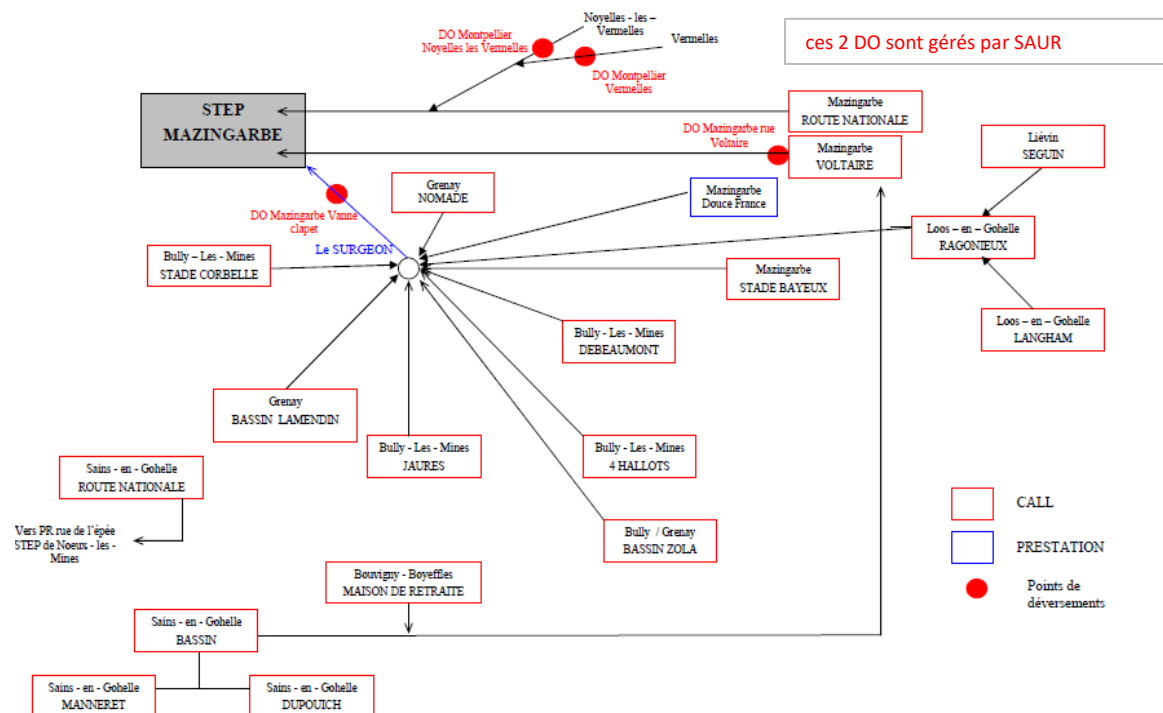 Noyelles - les –
Vermelles
DO Montpellier
Noyelles les Vermelles
Vermelles
ces 2 DO sont gérés par SAUR
DO Montpellier
Vermelles
STEP
MAZINGARBE
Mazingarbe
ROUTE NATIONALE
DO Mazingarbe rue
Voltaire
Mazingarbe
VOLTAIRE
Liévin
SEGUIN
Grenay
NOMADE
Mazingarbe
Douce France
DO Mazingarbe Vanne
clapet
Loos – en – Gohelle
RAGONIEUX
Le SURGEON
Bully – Les - Mines
STADE CORBELLE
Mazingarbe
STADE BAYEUX
Loos – en – Gohelle
LANGHAM
Bully - Les - Mines
DEBEAUMONT
Grenay
BASSIN LAMENDIN
Bully - Les - Mines
JAURES
Bully - Les - Mines
4 HALLOTS
Sains - en - Gohelle
ROUTE NATIONALE
Vers PR rue de l'épée
STEP de Noeux - les -
Mines
Bully / Grenay
BASSIN ZOLA
CALL
PRESTATION
Points de
déversements
Bouvigny - Boyeffles
MAISON DE RETRAITE
Sains - en - Gohelle
BASSIN
Sains - en - Gohelle
MANNERET
Sains - en - Gohelle
DUPOUICH